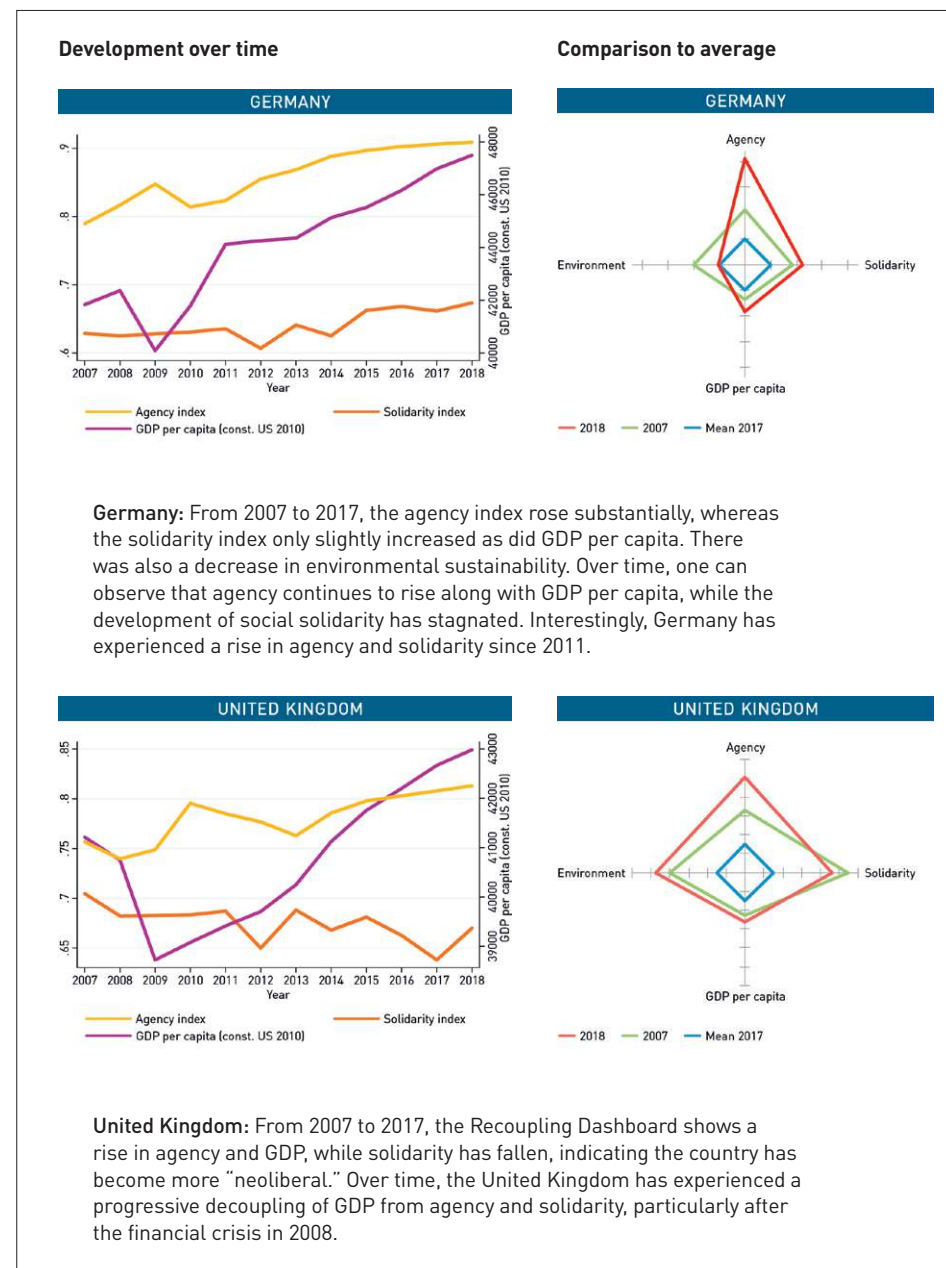 Development over time
Comparison to average
GERMANY
.9
.8
.7
.6
48000
46000
44000
42000
40000
GDP per capita (const. US 2010)
2007 2008 2009 2010 2011 2012 2013 2014 2015 2016 2017 2018
Year
Agency index
Solidarity index
GDP per capita (const. US 2010)
GERMANY
Agency
Environment
Solidarity
GDP per capita
2018 2007 Mean 2017
Germany: From 2007 to 2017, the agency index rose substantially, whereas
the solidarity index only slightly increased as did GDP per capita. There
was also a decrease in environmental sustainability. Over time, one can
observe that agency continues to rise along with GDP per capita, while the
development of social solidarity has stagnated. Interestingly, Germany has
experienced a rise in agency and solidarity since 2011.
UNITED KINGDOM
.85
.8
.75
.7
.65
43000
42000
41000
40000
39000
GDP per capita (const. US 2010)
2007 2008 2009 2010 2011 2012 2013 2014 2015 2016 2017 2018
Year
Agency index
Solidarity index
GDP per capita (const. US 2010)
UNITED KINGDOM
Agency
Environment
Solidarity
GDP per capita
2018 2007 Mean 2017
United Kingdom: From 2007 to 2017, the Recoupling Dashboard shows a
rise in agency and GDP, while solidarity has fallen, indicating the country has
become more “neoliberal.” Over time, the United Kingdom has experienced a
progressive decoupling of GDP from agency and solidarity, particularly after
the financial crisis in 2008.